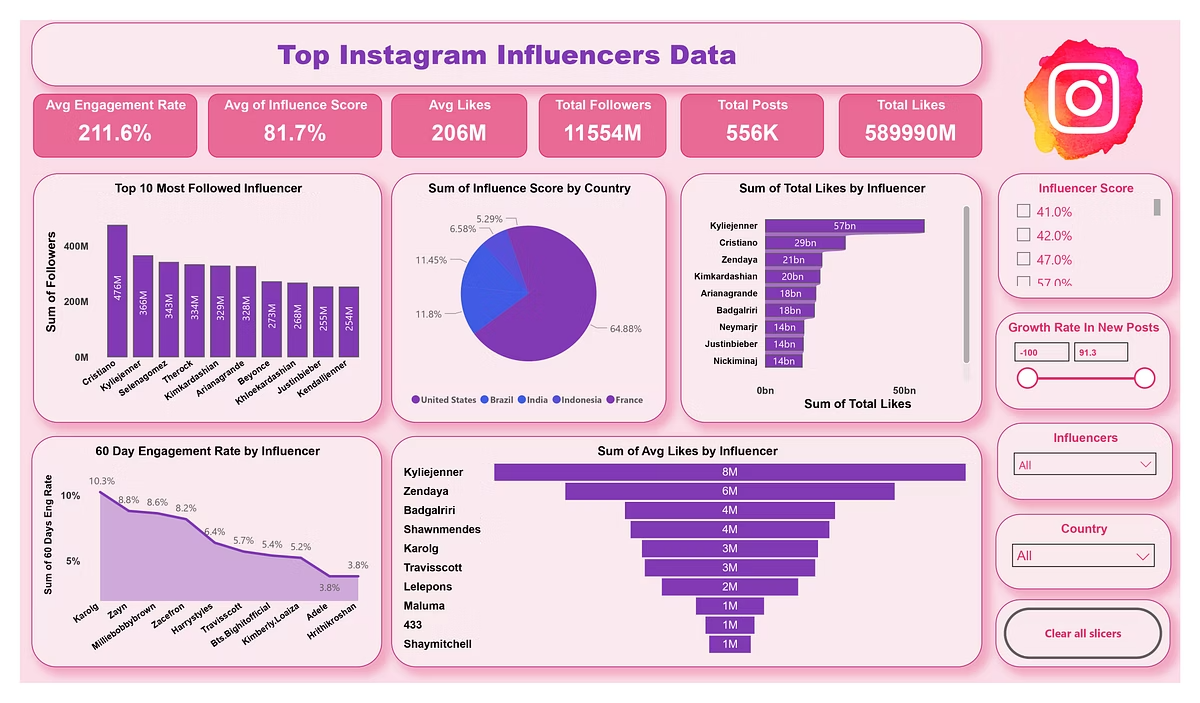 Top Instagram Influencers Data
Avg Engagement Rate
211.6%
Avg of Influence Score
81.7%
Avg Likes
206M
Total Followers
11554M
Total Posts
556K
Total Likes
589990M
Top 10 Most Followed Influencer
Sum of Followers
400M
200M
0M
476M
366M
343M
334M
329M
328M
273M
268M
255M
254M
Cristiano
Kyliejenner
Selenagomez
Therock
Kimkardashian
Arianagrande
Beyonce
Khloekardashian
Justinbieber
Kendalljenner
Sum of Influence Score by Country
5.29%
6.58%
11.45%
11.8%
64.88%
United States Brazil India Indonesia France
Sum of Total Likes by Influencer
Kyliejenner 57bn
Cristiano 29bn
Zendaya 21bn
Kimkardashian 20bn
Arianagrande 18bn
Badgalriri 18bn
Neymarjr 14bn
Justinbieber 14bn
Nickiminaj 14bn
0bn 50bn
Sum of Total Likes
Influencer Score
41.0%
42.0%
47.0%
57.0%
Growth Rate In New Posts
-100 91.3
Influencers
All
Country
All
Clear all slicers
60 Day Engagement Rate by Influencer
Sum of 60 Days Eng Rate
10%
5%
10.3%
8.8%
8.6%
8.2%
6.4%
5.7%
5.4%
5.2%
3.8%
3.8%
Karolg
Zayn
Milliebobbybrown
Zacefron
Harrystyles
Travisscott
Bts.Bighitofficial
Kimberly.Loaiza
Adele
Hrithikroshan
Sum of Avg Likes by Influencer
Kyliejenner 8M
Zendaya 6M
Badgalriri 4M
Shawnmendes 4M
Karolg 3M
Travisscott 3M
Lelepons 2M
Maluma 1M
433 1M
Shaymitchell 1M